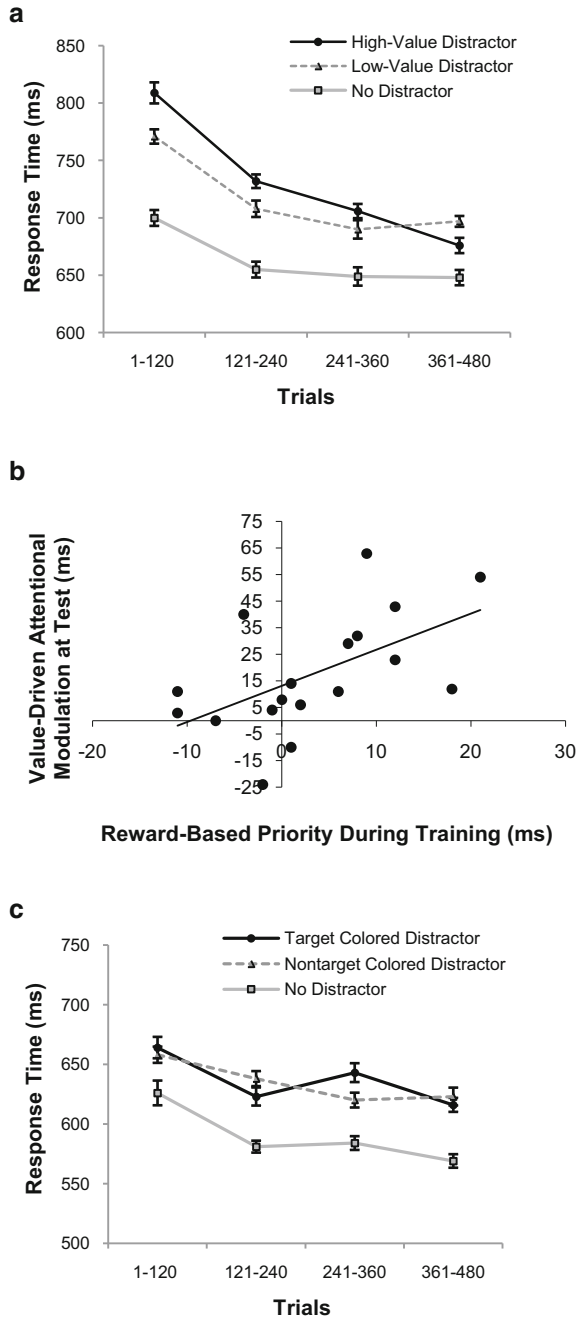 a
High-Value Distractor
Low-Value Distractor
No Distractor
Response Time (ms)
850
800
750
700
650
600
1-120
121-240
241-360
361-480
Trials
b
Value-Driven Attentional
Modulation at Test (ms)
75
65
55
45
35
25
15
5
-5
-15
-25
-20
-10
0
10
20
30
Reward-Based Priority During Training (ms)
c
Target Colored Distractor
Nontarget Colored Distractor
No Distractor
Response Time (ms)
750
700
650
600
550
500
1-120
121-240
241-360
361-480
Trials